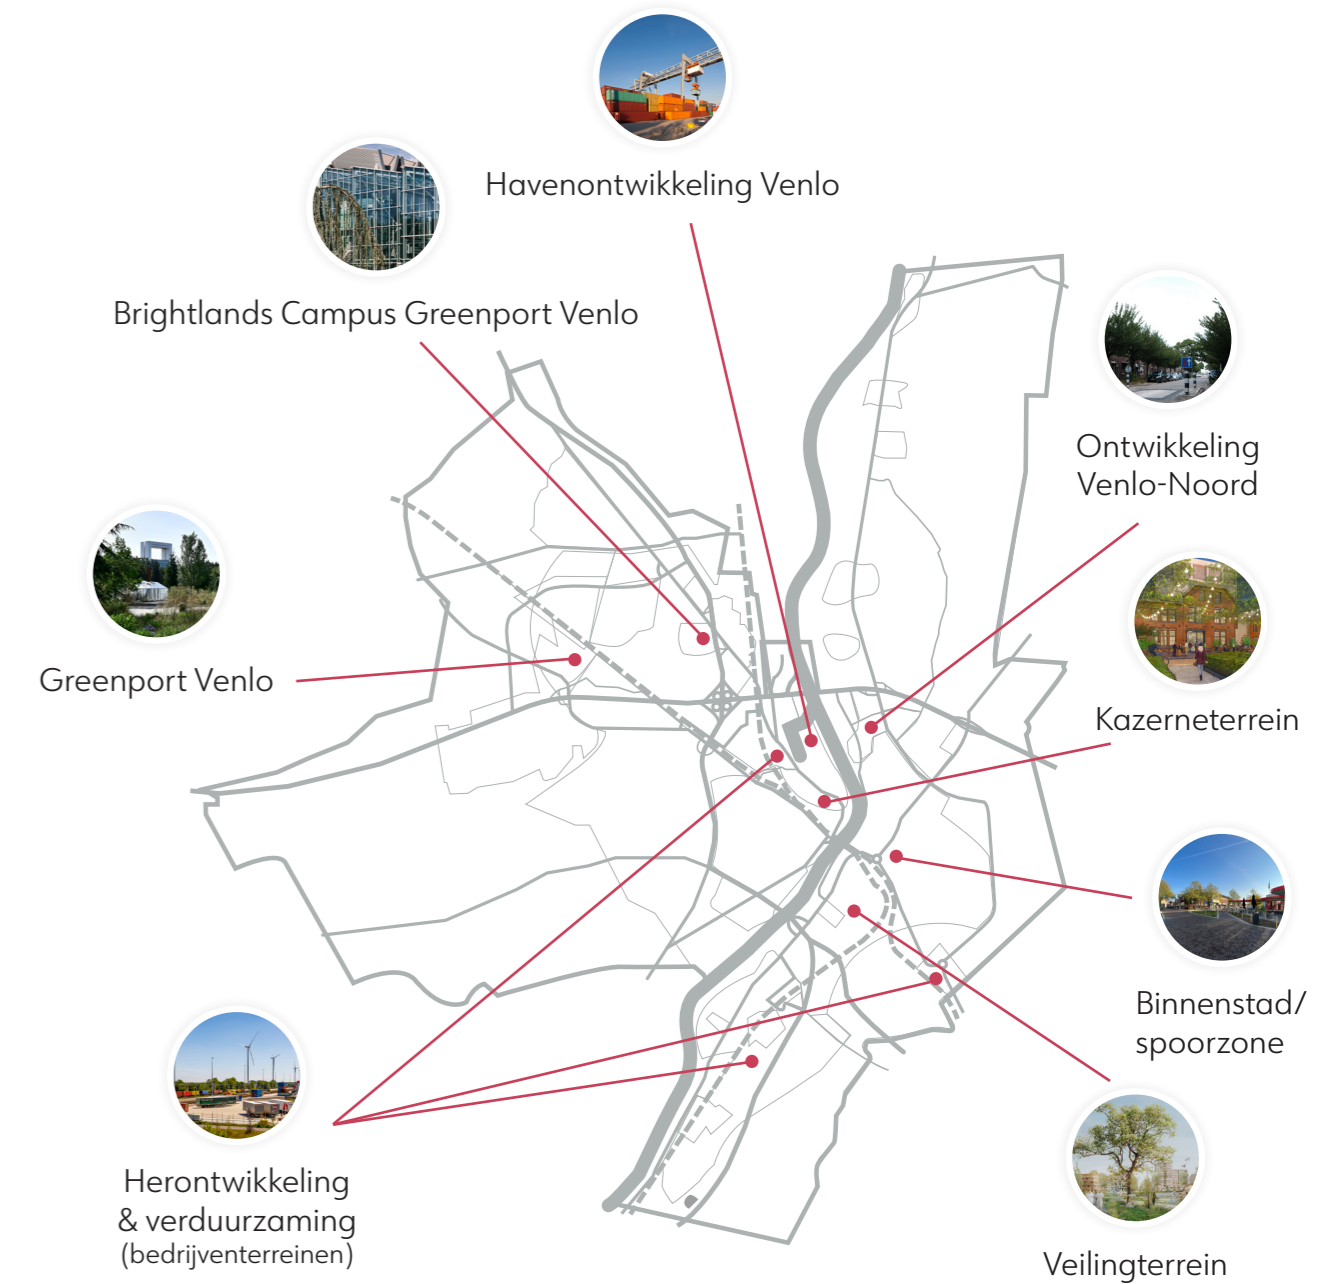 Havenontwikkeling Venlo
Brightlands Campus Greenport Venlo
Ontwikkeling
Venlo-Noord
Greenport Venlo
Kazerneterrein
Binnenstad/
spoorzone
Herontwikkeling
& verduurzaming
(bedrijventerreinen)
Veilingterrein